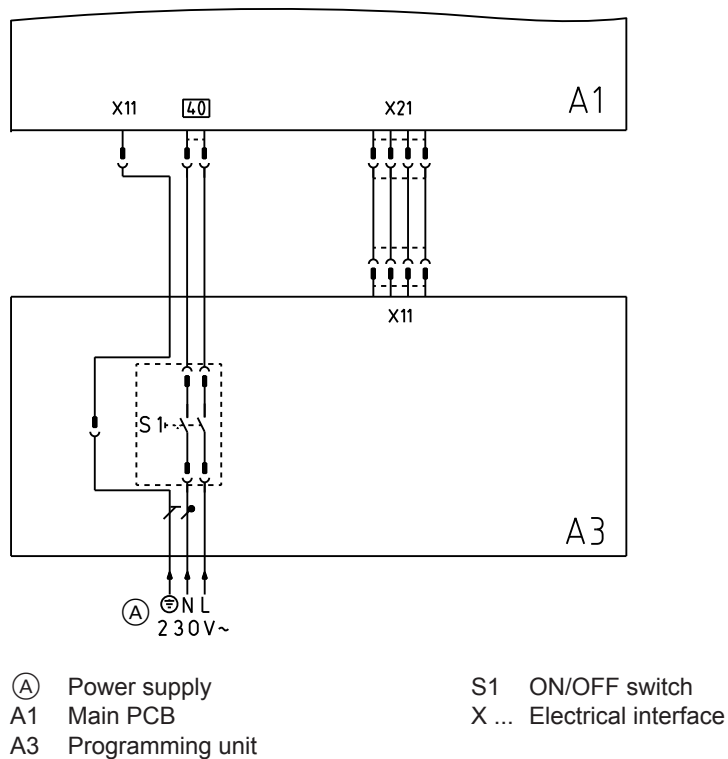 X11 40 X21 A1
X11
S1
A3
A ⏚ N L
230V~
A Power supply
A1 Main PCB
A3 Programming unit
S1 ON/OFF switch
X ... Electrical interface